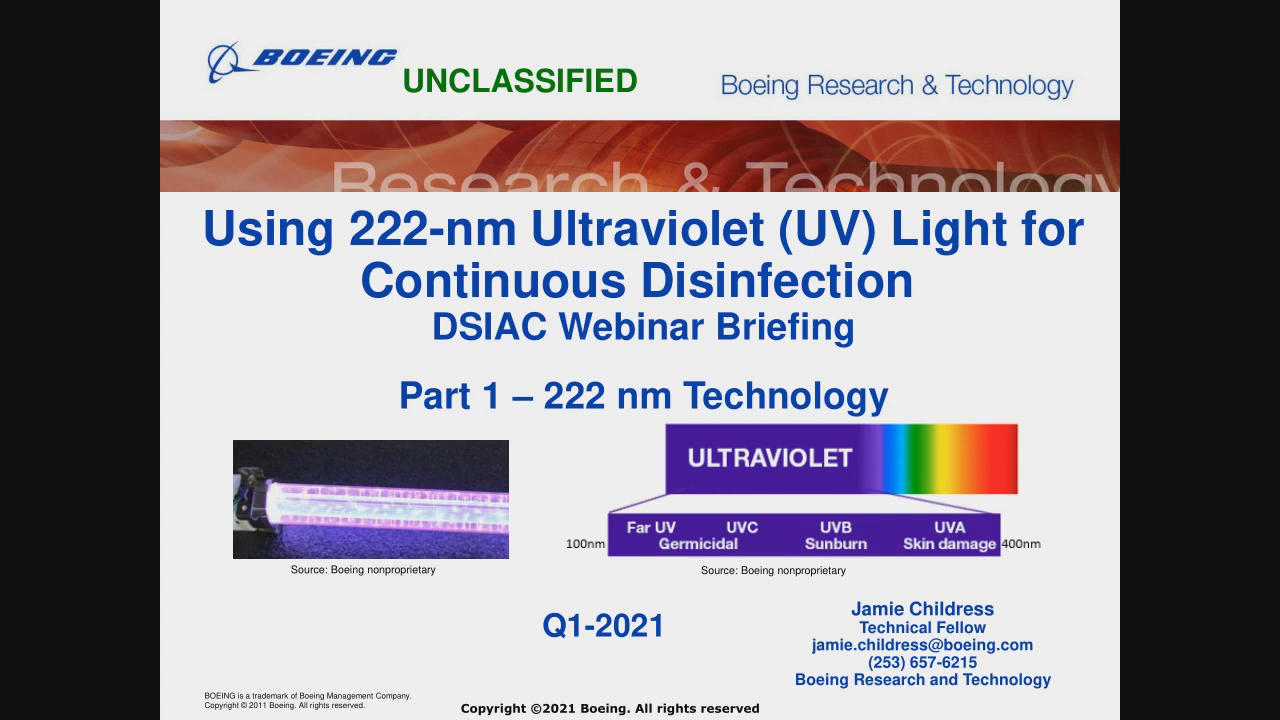 BOEING
UNCLASSIFIED
Boeing Research & Technology
Research & Technology
Using 222-nm Ultraviolet (UV) Light for
Continuous Disinfection
DSIAC Webinar Briefing
Part 1 – 222 nm Technology
ULTRAVIOLET
Far UV UVC UVB UVA
100nm Germicidal Sunburn Skin damage 400nm
Source: Boeing nonproprietary
Source: Boeing nonproprietary
Q1-2021
Jamie Childress
Technical Fellow
jamie.childress@boeing.com
(253) 657-6215
Boeing Research and Technology
BOEING is a trademark of Boeing Management Company.
Copyright © 2011 Boeing. All rights reserved.
Copyright ©2021 Boeing. All rights reserved